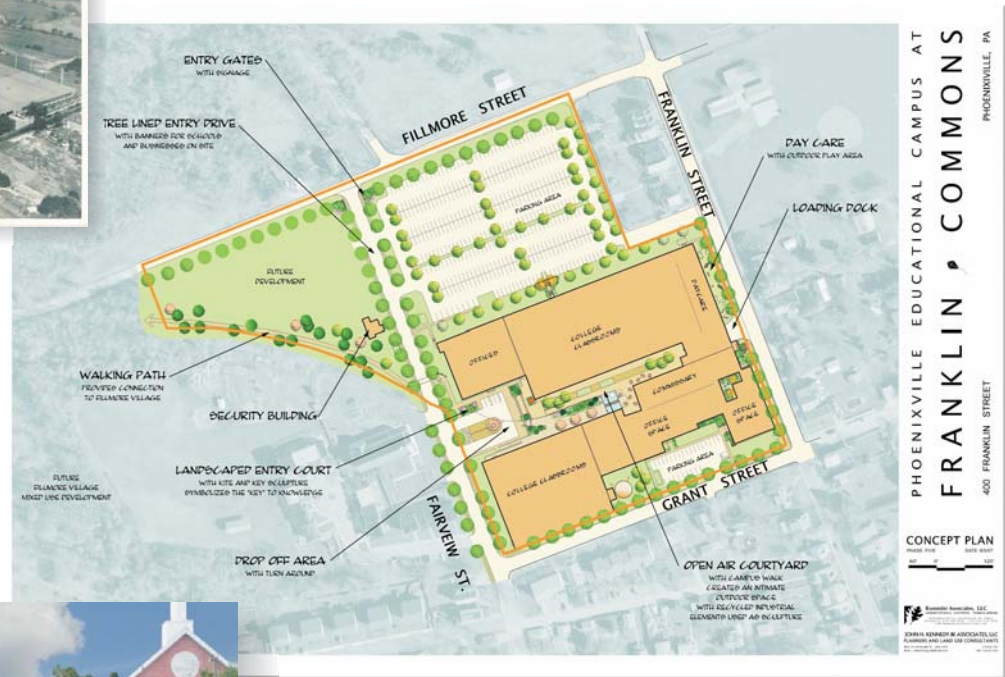 ENTRY GATES
WITH SIGNAGE
TREE LINED ENTRY DRIVE
WITH BANNERS FOR SCHOOLS
AND BUSINESSES ON SITE
FILLMORE STREET
FRANKLIN STREET
DAY CARE
WITH OUTDOOR PLAY AREA
LOADING DOCK
PARKING AREA
FUTURE
DEVELOPMENT
DAYCARE
COLLEGE
CLASSROOMS
OFFICES
COMMISSARY
WALKING PATH
PROVIDES CONNECTION
TO FILLMORE VILLAGE
SECURITY BUILDING
OFFICE
SPACE
OFFICE
SPACE
LANDSCAPED ENTRY COURT
WITH KITE AND KEY SCULPTURE
SYMBOLIZES THE "KEY" TO KNOWLEDGE
COLLEGE CLASSROOMS
PARKING AREA
GRANT STREET
FUTURE
FILLMORE VILLAGE
MIXED USE DEVELOPMENT
FAIRVEIW ST.
DROP OFF AREA
WITH TURN AROUND
OPEN AIR COURTYARD
WITH CAMPUS WALK
CREATES AN INTIMATE
OUTDOOR SPACE
WITH RECYCLED INDUSTRIAL
ELEMENTS USED AS SCULPTURE
PHOENIXVILLE EDUCATIONAL CAMPUS AT
FRANKLIN COMMONS
400 FRANKLIN STREET PHOENIXVILLE, PA
CONCEPT PLAN
PHASE FIVE
JOHN H. KENNEDY & ASSOCIATES, LLC
PLANNERS AND LAND USE CONSULTANTS